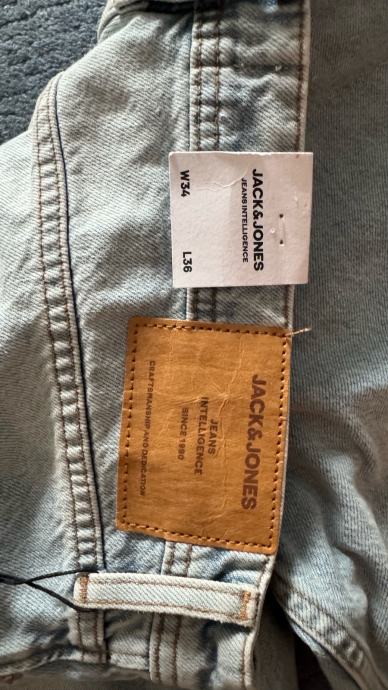 JACK&JONES
JEANS INTELLIGENCE
W34 L36
JACK&JONES
JEANS
INTELLIGENCE
SINCE 1990
CRAFTSMANSHIP AND DEDICATION